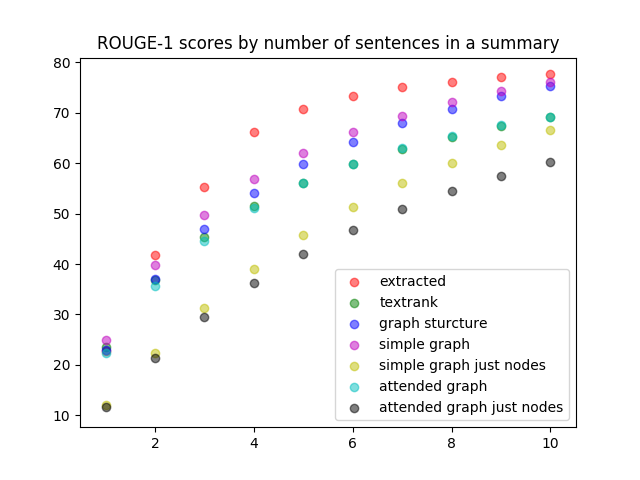 ROUGE-1 scores by number of sentences in a summary
80
70
60
50
40
30
20
10
extracted
textrank
graph sturcture
simple graph
simple graph just nodes
attended graph
attended graph just nodes
2
4
6
8
10